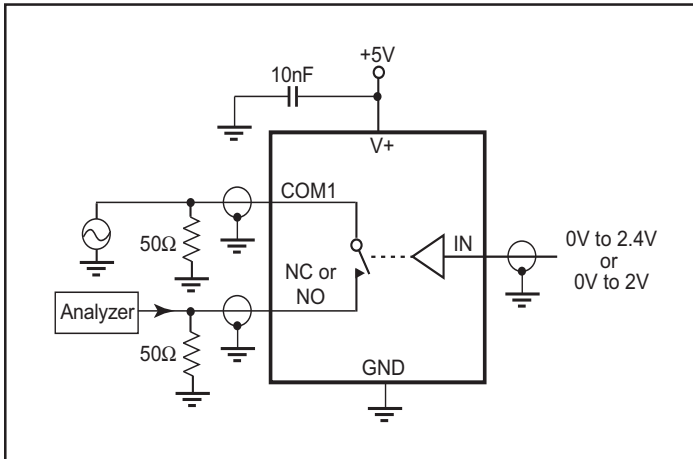 +5V
10nF
V+
COM1
50Ω
IN
0V to 2.4V
or
0V to 2V
NC or
NO
Analyzer
50Ω
GND